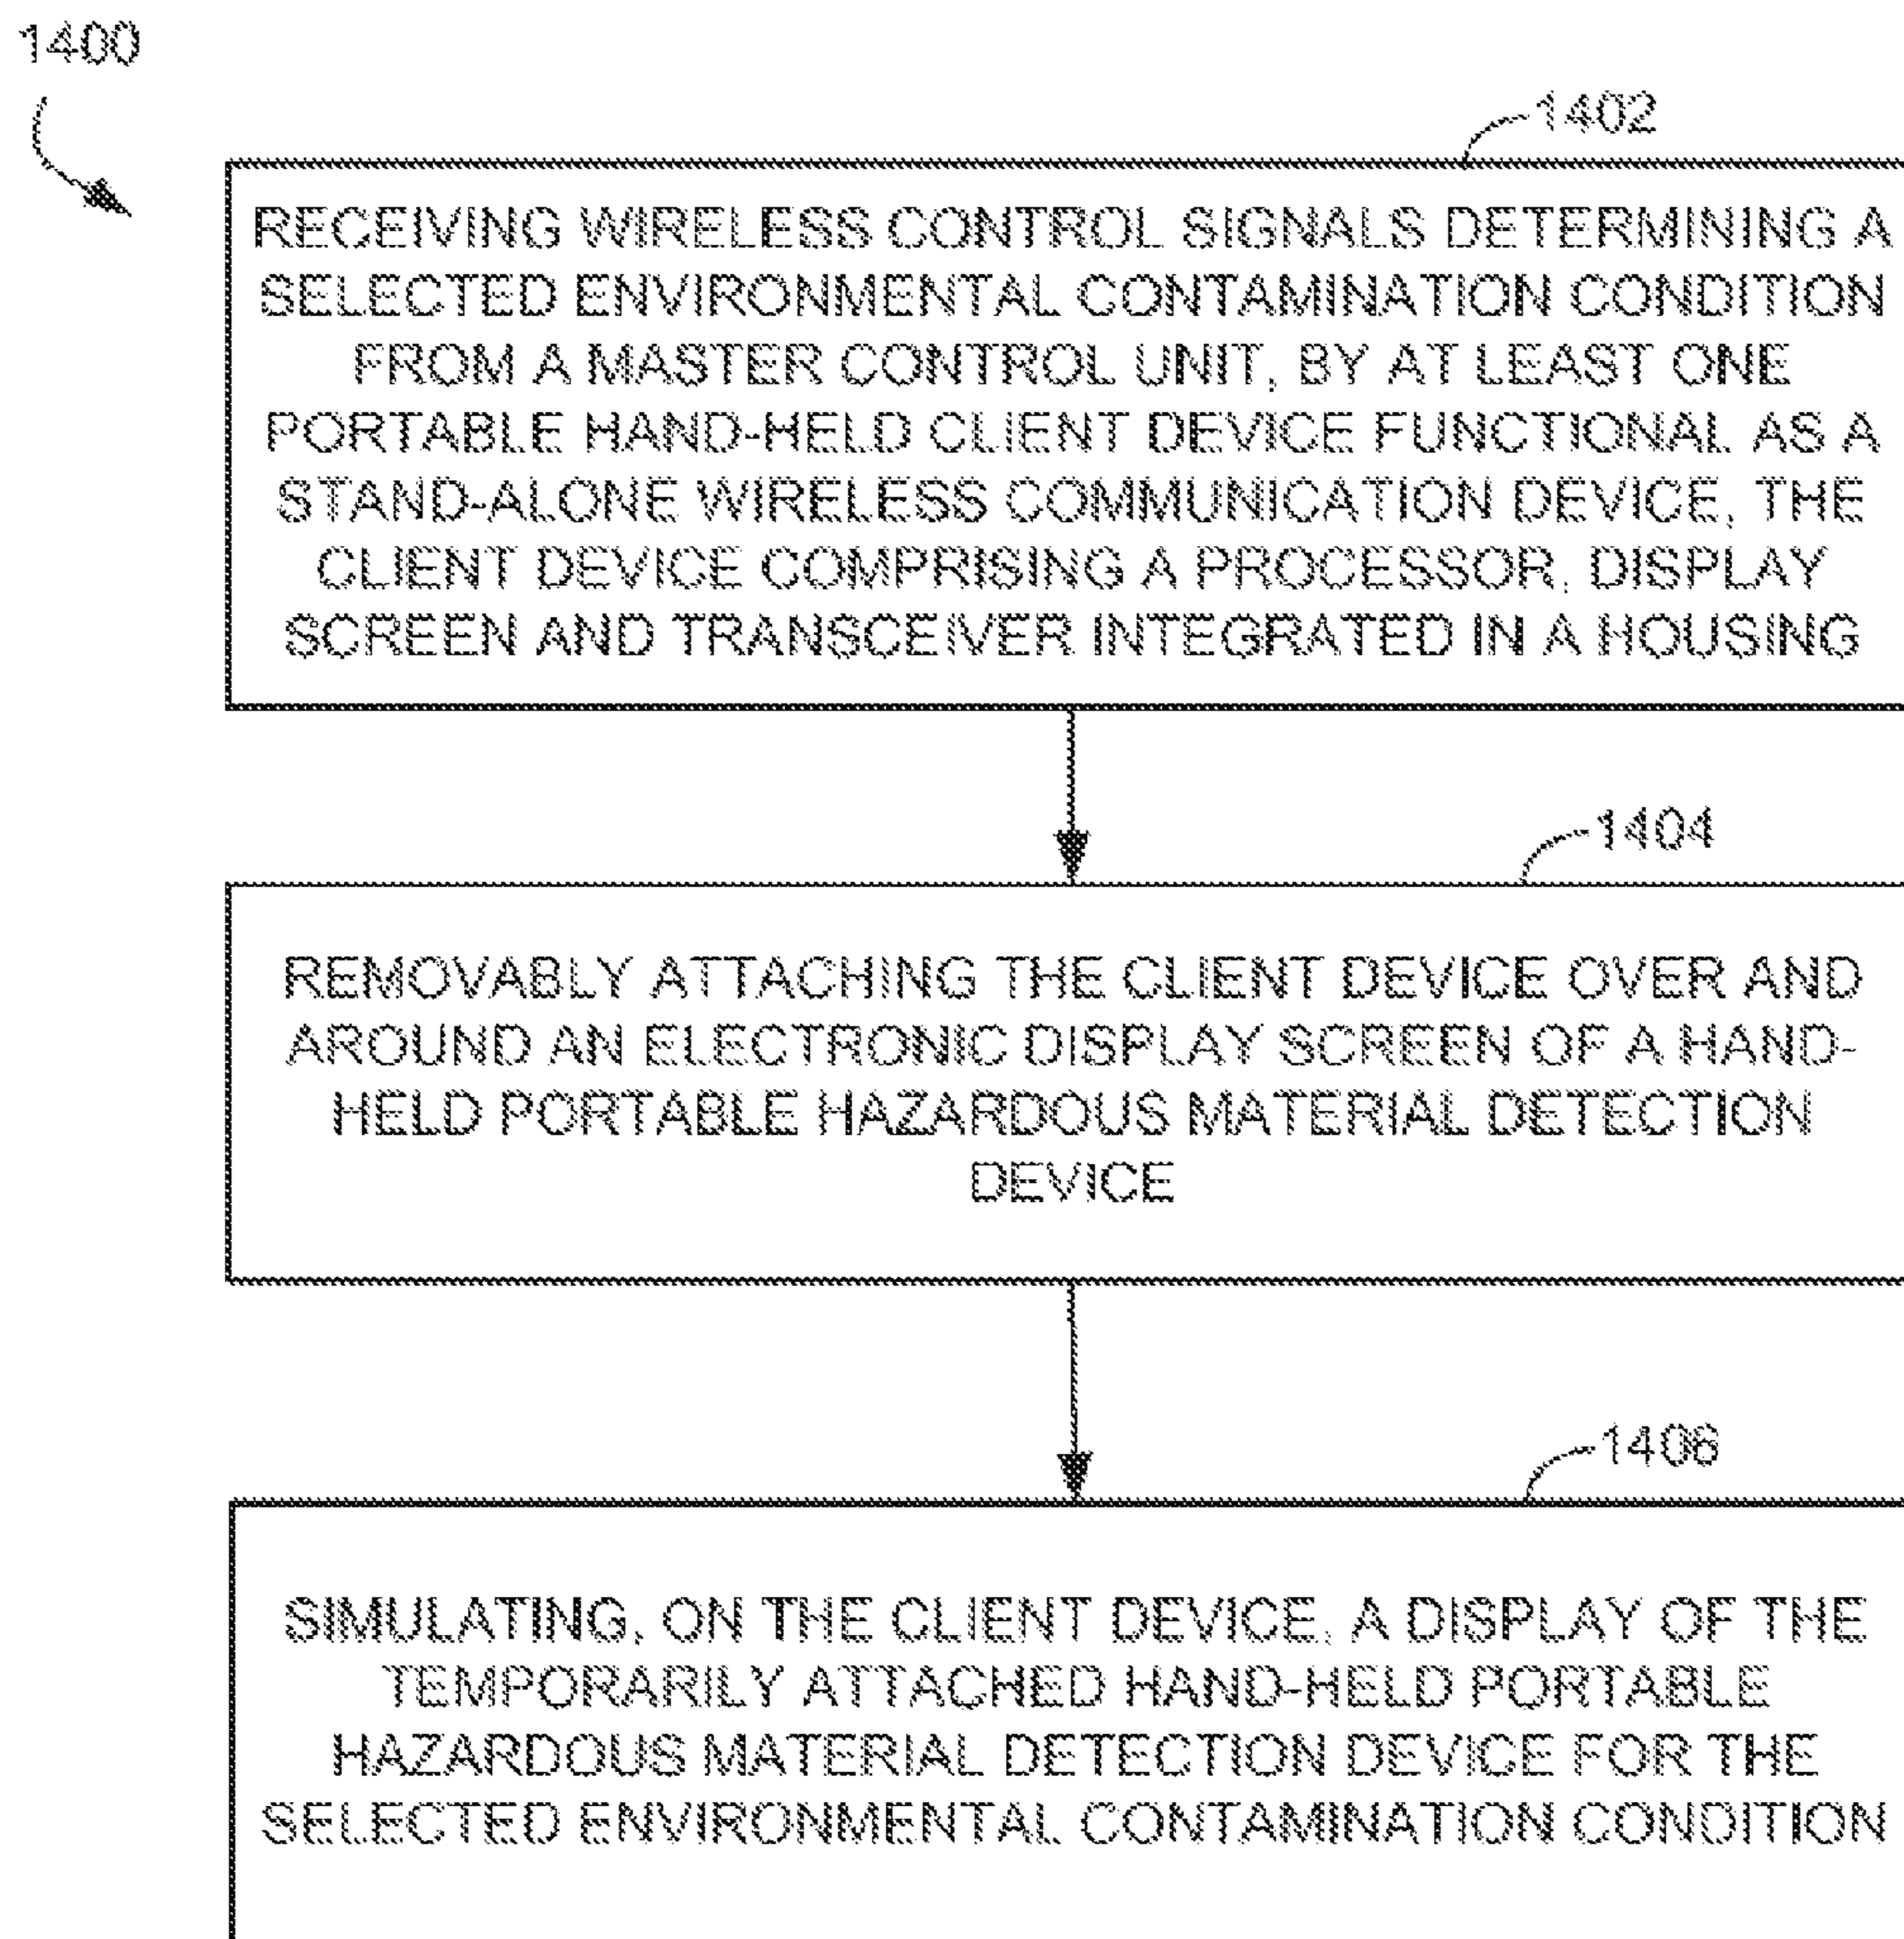 1400
1402
RECEIVING WIRELESS CONTROL SIGNALS DETERMINING A
SELECTED ENVIRONMENTAL CONTAMINATION CONDITION
FROM A MASTER CONTROL UNIT, BY AT LEAST ONE
PORTABLE HAND-HELD CLIENT DEVICE FUNCTIONAL AS A
STAND-ALONE WIRELESS COMMUNICATION DEVICE, THE
CLIENT DEVICE COMPRISING A PROCESSOR, DISPLAY
SCREEN AND TRANSCEIVER INTEGRATED IN A HOUSING
1404
REMOVABLY ATTACHING THE CLIENT DEVICE OVER AND
AROUND AN ELECTRONIC DISPLAY SCREEN OF A HAND-
HELD PORTABLE HAZARDOUS MATERIAL DETECTION
DEVICE
1406
SIMULATING, ON THE CLIENT DEVICE, A DISPLAY OF THE
TEMPORARILY ATTACHED HAND-HELD PORTABLE
HAZARDOUS MATERIAL DETECTION DEVICE FOR THE
SELECTED ENVIRONMENTAL CONTAMINATION CONDITION